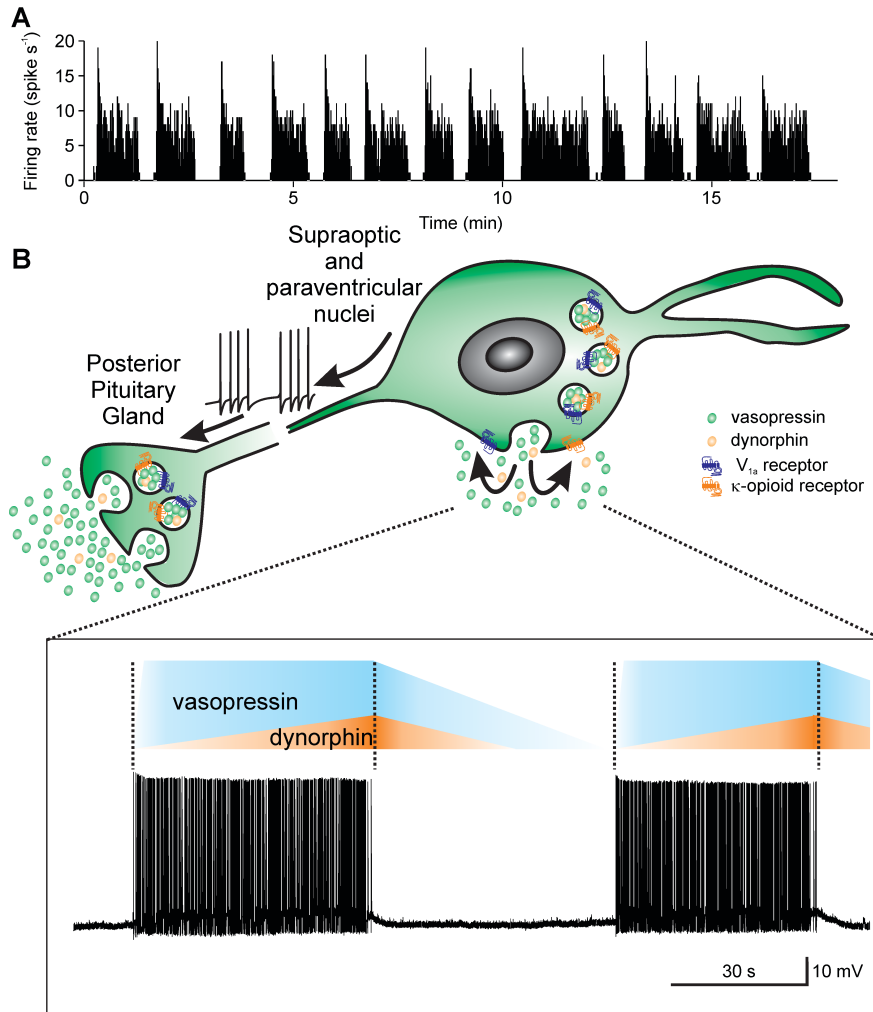 A
Firing rate (spike s⁻¹)
20
15
10
5
0
0
5
10
15
Time (min)
B
Supraoptic
and
paraventricular
nuclei
Posterior
Pituitary
Gland
vasopressin
dynorphin
V1a receptor
κ-opioid receptor
vasopressin
dynorphin
30 s
10 mV